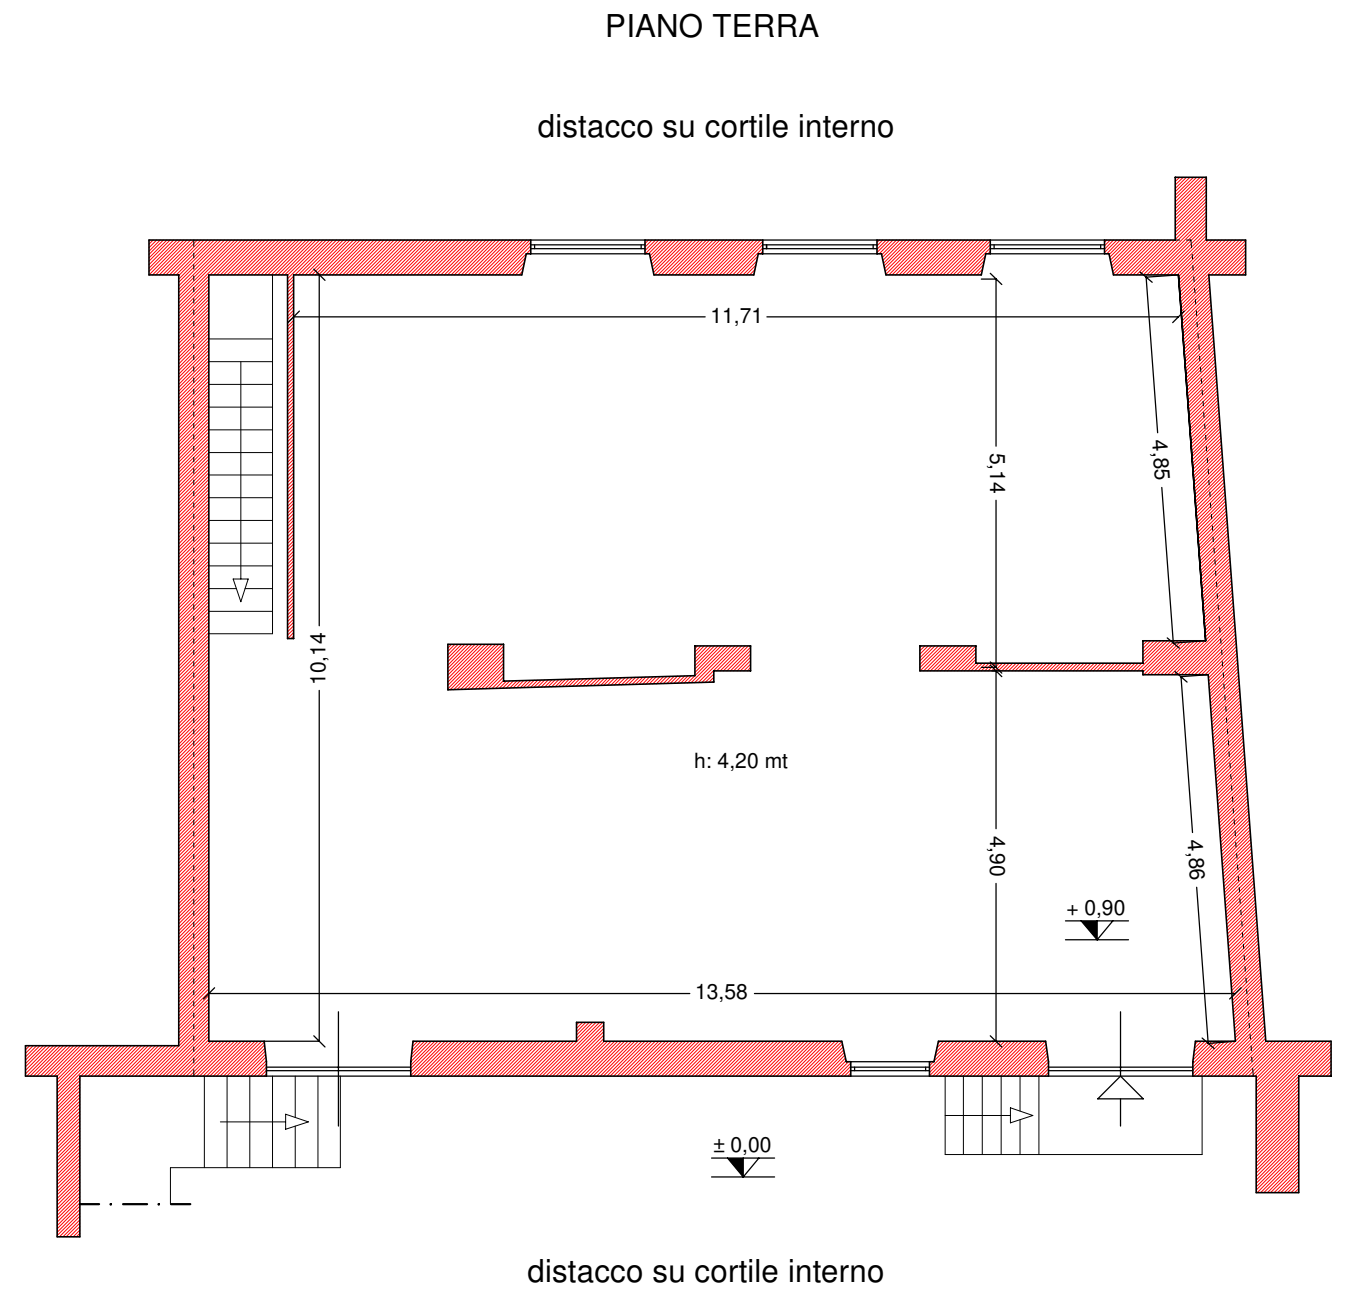 PIANO TERRA
distacco su cortile interno
11,71
4,85
5,14
10,14
h: 4,20 mt
4,90
4,86
+ 0,90
13,58
± 0,00
distacco su cortile interno